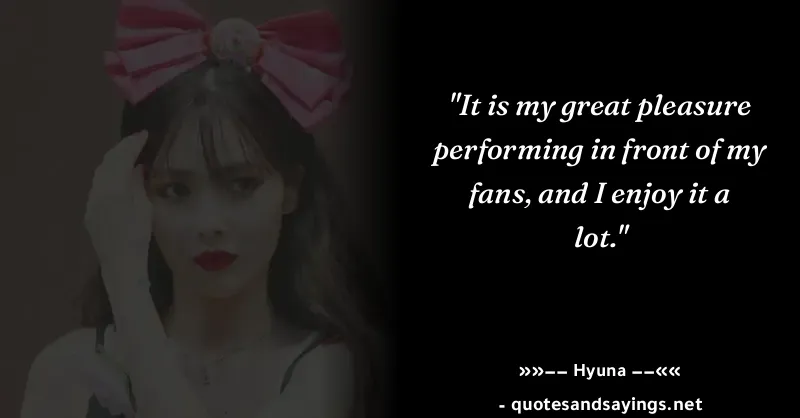 "It is my great pleasure
performing in front of my
fans, and I enjoy it a
lot."
»»−− Hyuna −−««
- quotesandsayings.net